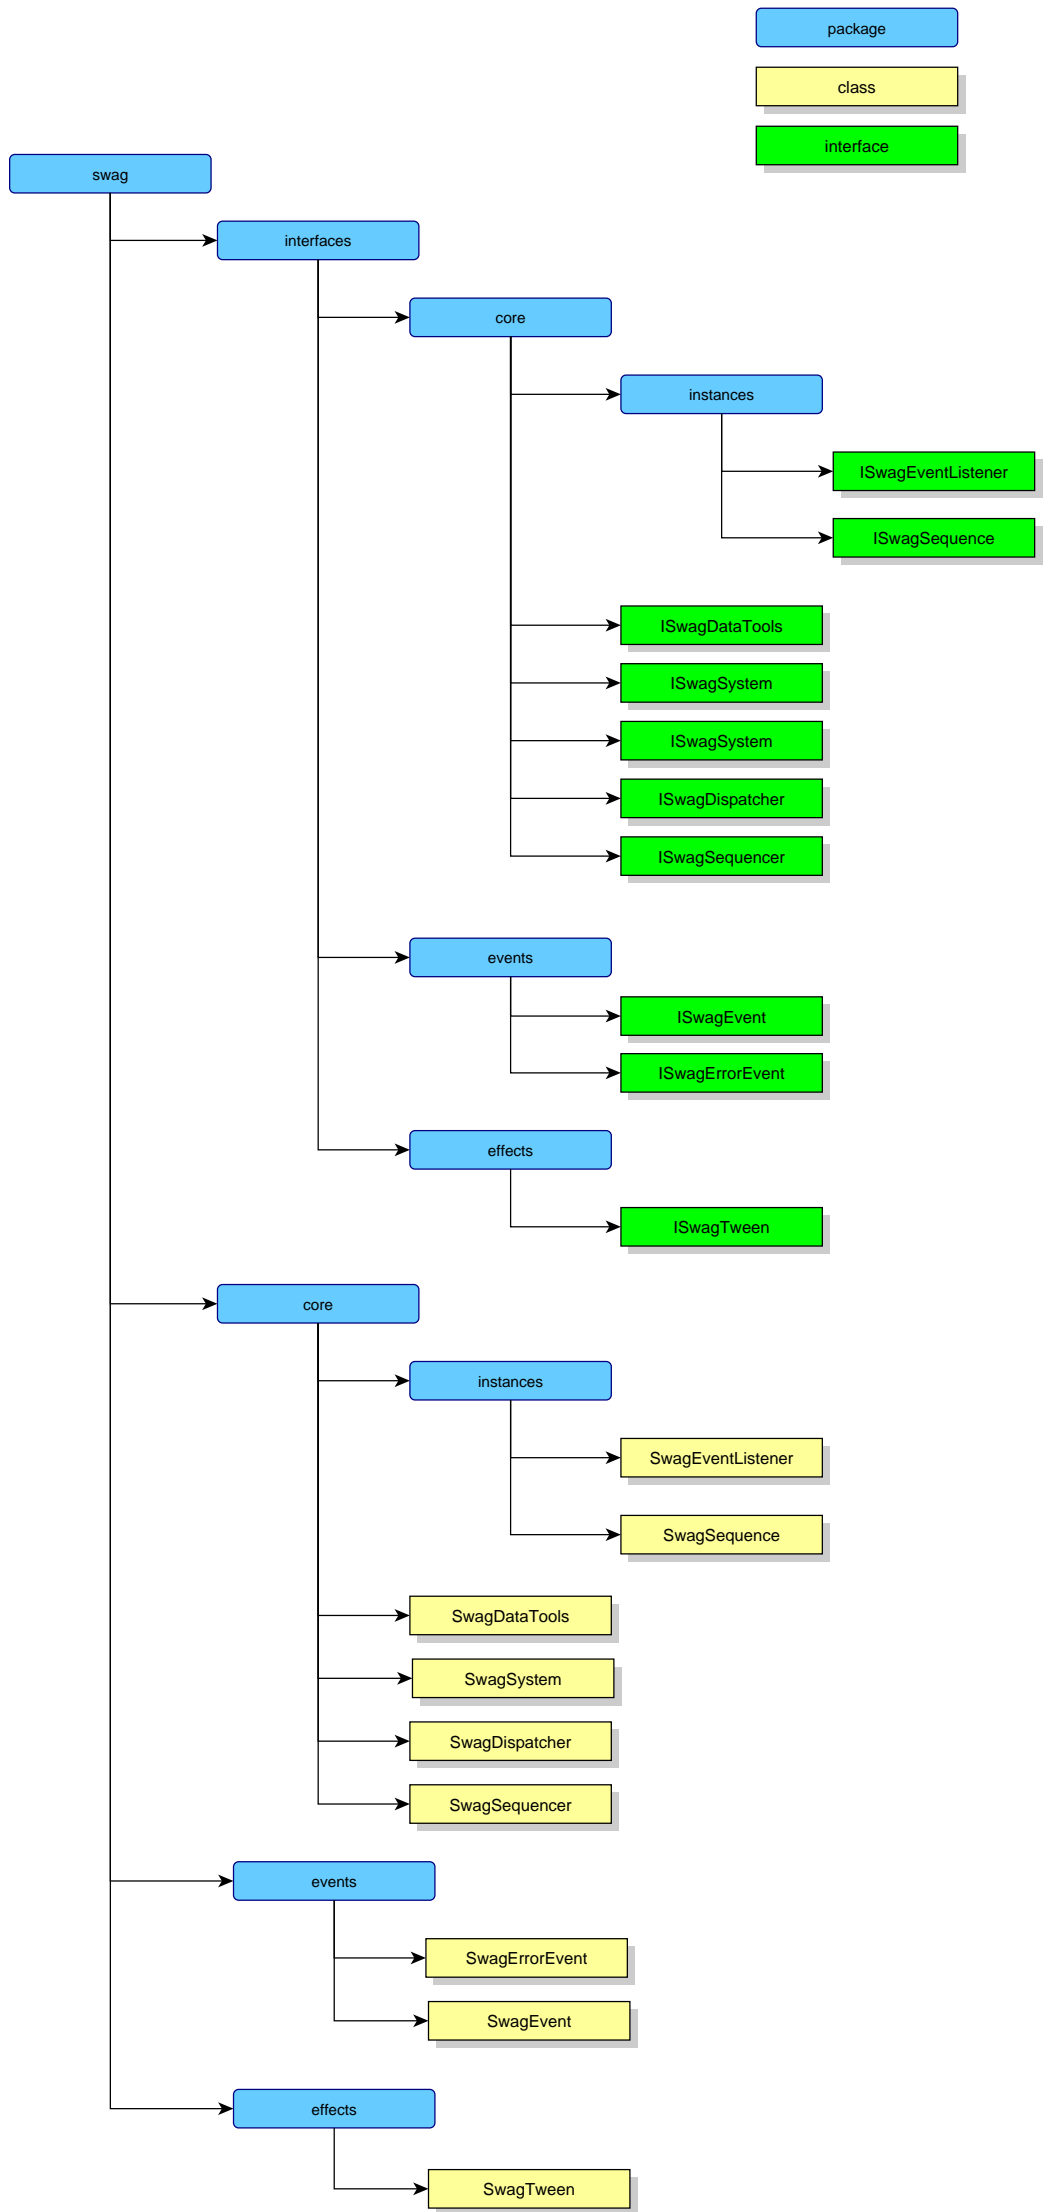 package
class
interface
swag
interfaces
core
instances
ISwagEventListener
ISwagSequence
ISwagDataTools
ISwagSystem
ISwagSystem
ISwagDispatcher
ISwagSequencer
events
ISwagEvent
ISwagErrorEvent
effects
ISwagTween
core
instances
SwagEventListener
SwagSequence
SwagDataTools
SwagSystem
SwagDispatcher
SwagSequencer
events
SwagErrorEvent
SwagEvent
effects
SwagTween